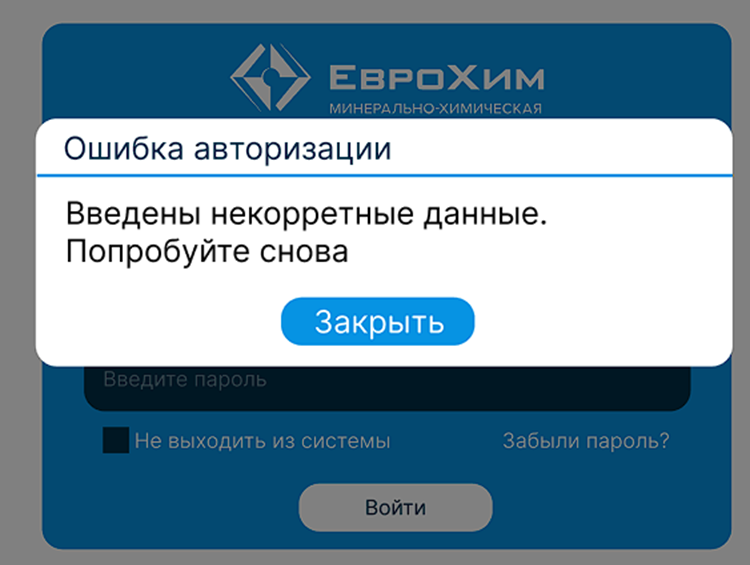 ЕвроХим
МИНЕРАЛЬНО-ХИМИЧЕСКАЯ
Ошибка авторизации
Введены некорретные данные.
Попробуйте снова
Закрыть
Введите пароль
Не выходить из системы
Забыли пароль?
Войти